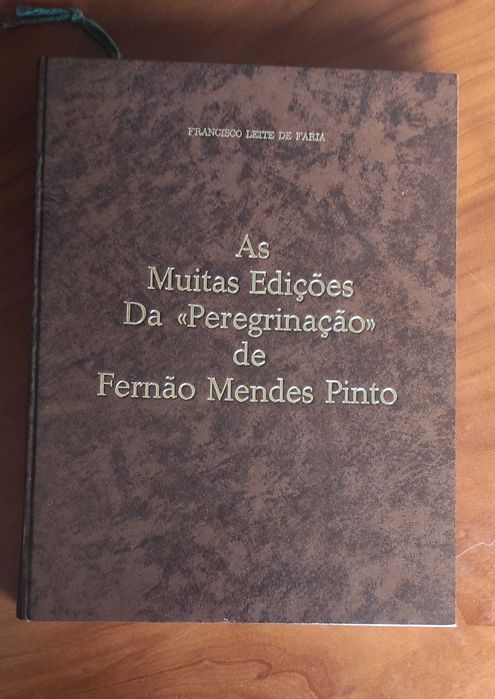 FRANCISCO LEITE DE FARIA
As
Muitas Edições
Da «Peregrinação»
de
Fernão Mendes Pinto